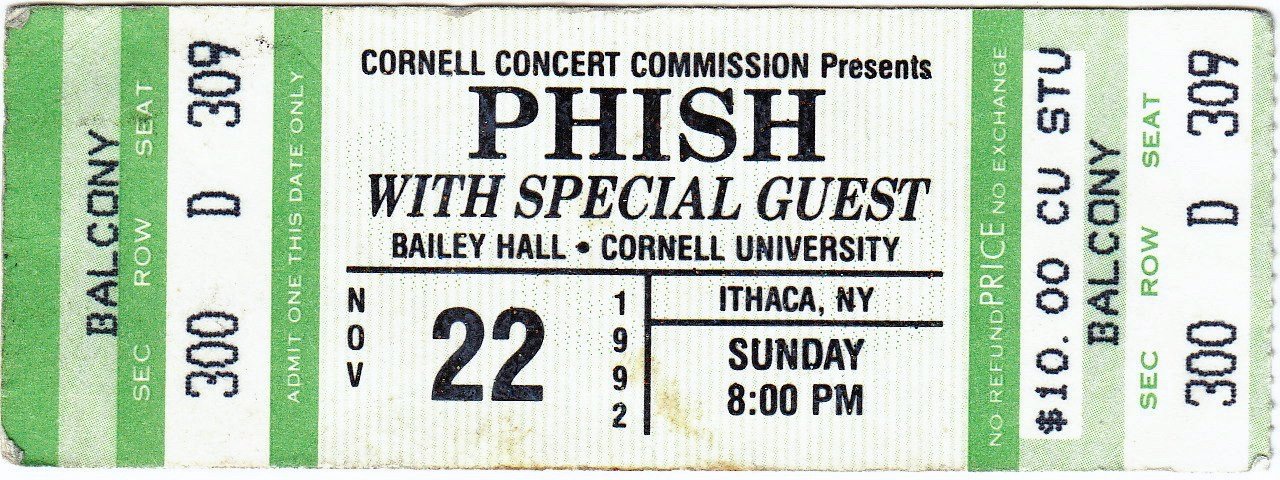 BALCONY
SEC ROW SEAT
300 D 309
ADMIT ONE THIS DATE ONLY
CORNELL CONCERT COMMISSION Presents
PHISH
WITH SPECIAL GUEST
BAILEY HALL • CORNELL UNIVERSITY
NOV 22 1992
ITHACA, NY
SUNDAY
8:00 PM
NO REFUND PRICE NO EXCHANGE
$10.00 CU STU
BALCONY
SEC ROW SEAT
300 D 309